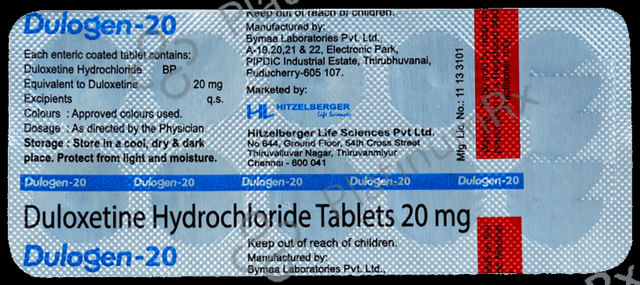 Dulogen-20
Each enteric coated tablet contains:
Duloxetine Hydrochloride BP
Equivalent to Duloxetine 20 mg
Excipients q.s.
Colours : Approved colours used.
Dosage : As directed by the Physician.
Storage : Store in a cool, dry & dark
place. Protect from light and moisture.
Keep out of reach of children.
Manufactured by:
Bymaa Laboratories Pvt. Ltd.,
A-19,20,21 & 22, Electronic Park,
PIPDIC Industrial Estate, Thirubhuvanai,
Puducherry-605 107.
Marketed by:
HL HITZELBERGER
Life Sciences
Hitzelberger Life Sciences Pvt Ltd.
No 644, Ground Floor, 54th Cross Street
Thiruvalluvar Nagar, Thiruvanmiyur
Chennai - 600 041
Mfg. Lic. No.: 11 13 3101
Dulogen-20 Dulogen-20 Dulogen-20 Dulogen-20 Dulogen-20
Duloxetine Hydrochloride Tablets 20 mg
Dulogen-20
Keep out of reach of children.
Manufactured by:
Bymaa Laboratories Pvt. Ltd.,
PlatinumRx